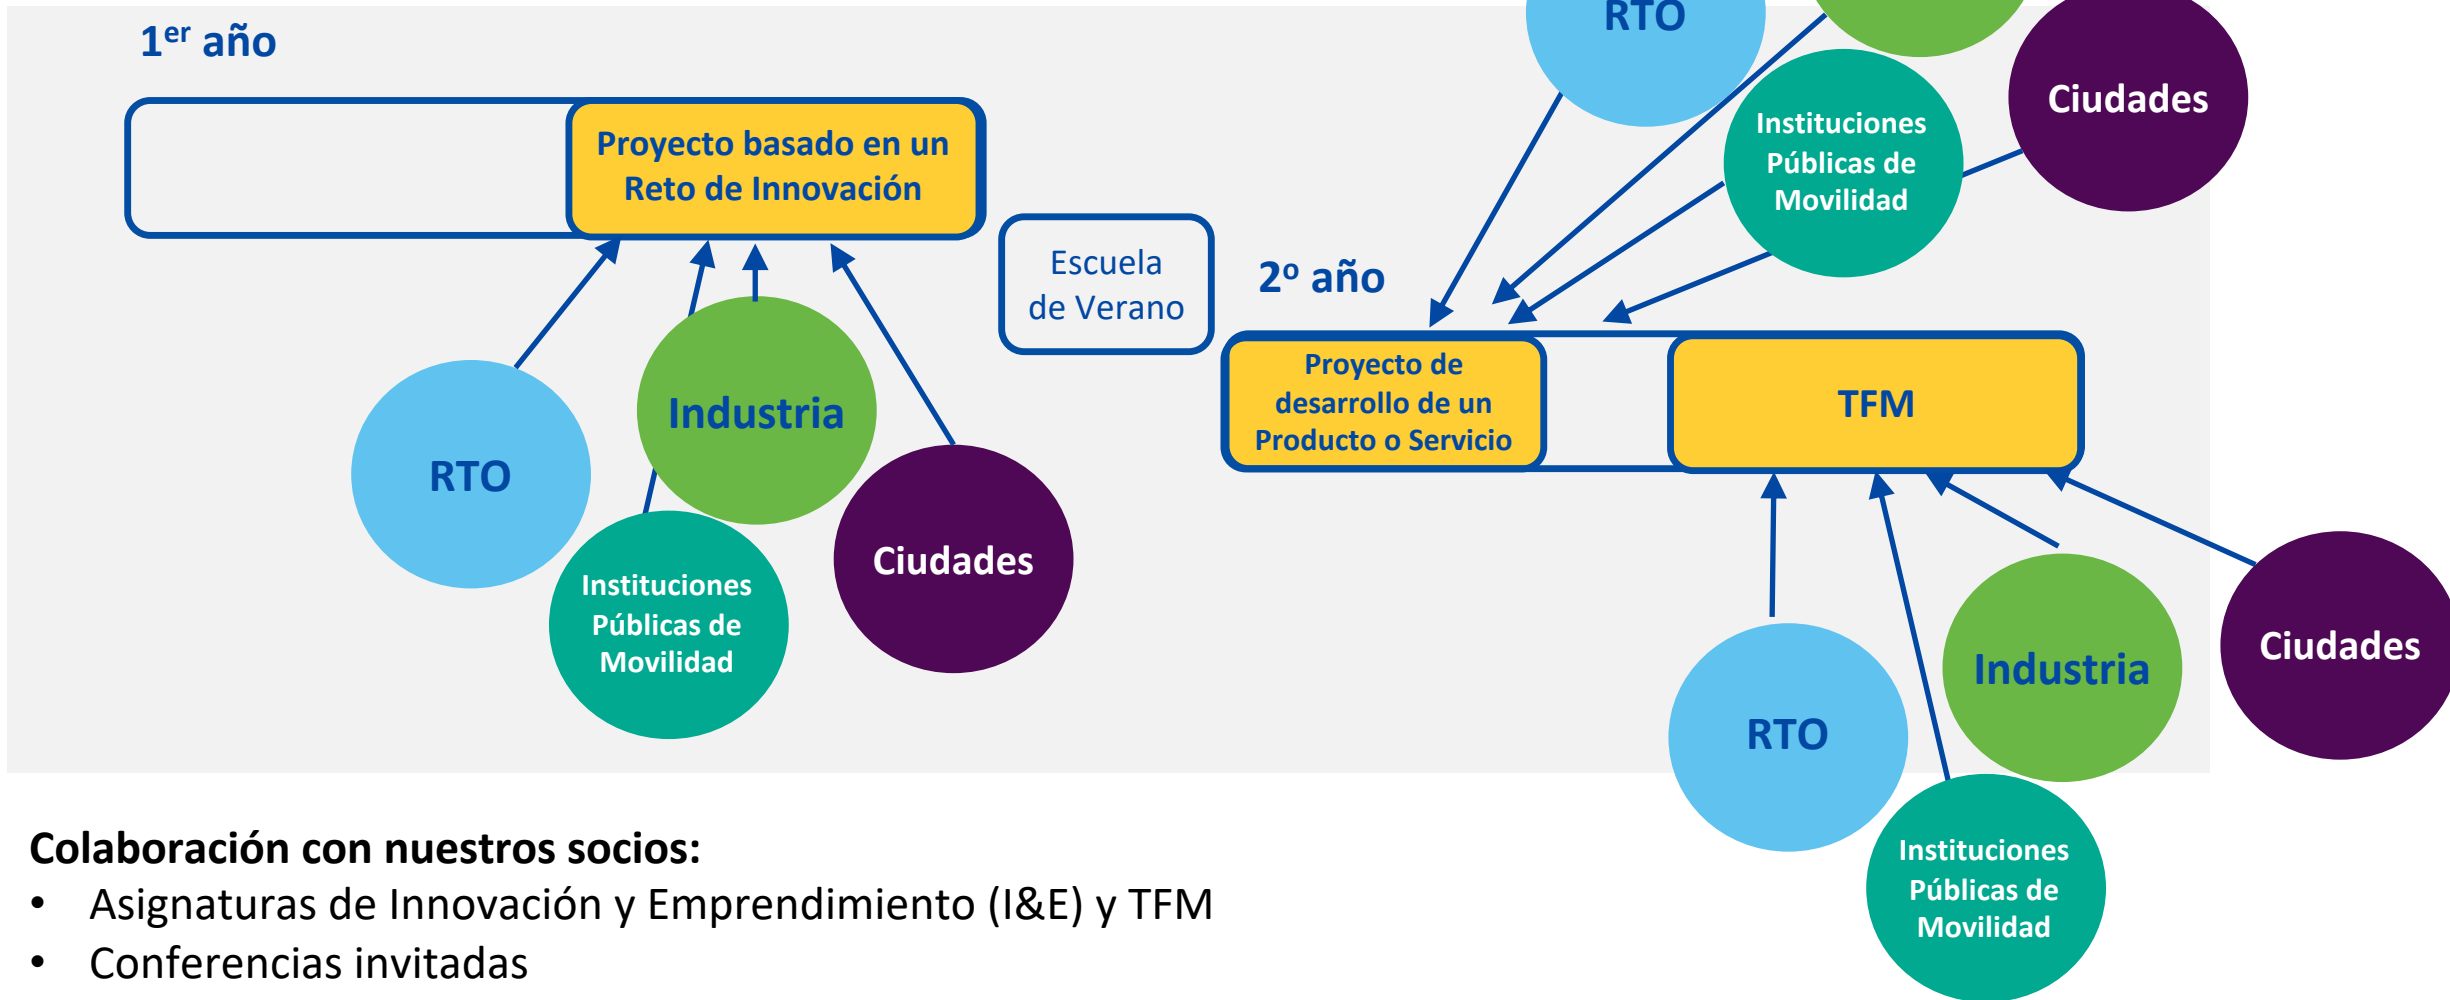 1er año
Proyecto basado en un
Reto de Innovación
RTO
Industria
Instituciones
Públicas de
Movilidad
Ciudades
Escuela
de Verano
RTO
Instituciones
Públicas de
Movilidad
Ciudades
2º año
Proyecto de
desarrollo de un
Producto o Servicio
TFM
RTO
Industria
Ciudades
Instituciones
Públicas de
Movilidad
Colaboración con nuestros socios:
• Asignaturas de Innovación y Emprendimiento (I&E) y TFM
• Conferencias invitadas